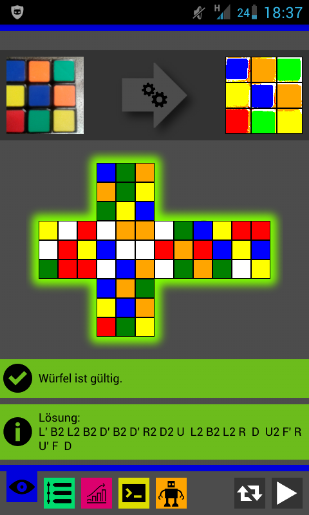 H 24 18:37
Würfel ist gültig.
Lösung:
L' B2 L2 B2 D' B2 D' R2 D2 U L2 B2 L2 R D U2 F' R
U' F D